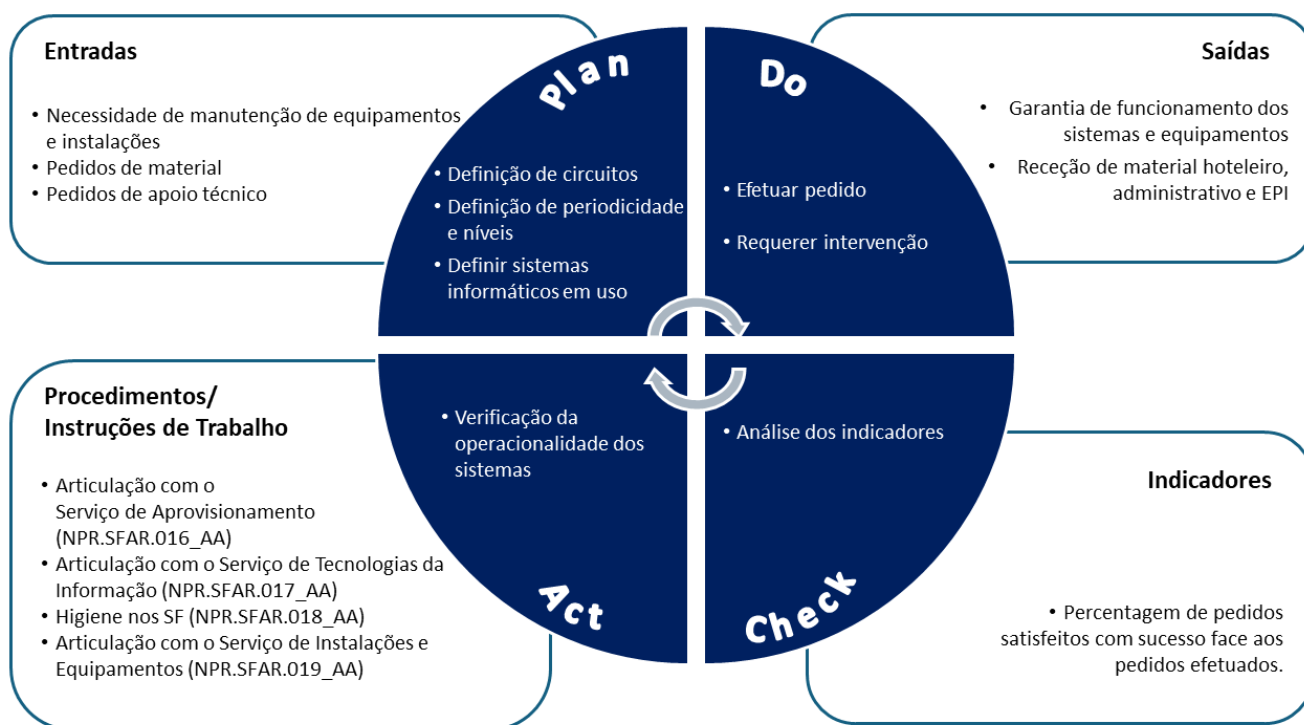 Entradas
• Necessidade de manutenção de equipamentos
e instalações
• Pedidos de material
• Pedidos de apoio técnico
Plan
• Definição de circuitos
• Definição de periodicidade
e níveis
• Definir sistemas
informáticos em uso
Do
• Efetuar pedido
• Requerer intervenção
Saídas
• Garantia de funcionamento dos
sistemas e equipamentos
• Receção de material hoteleiro,
administrativo e EPI
Procedimentos/
Instruções de Trabalho
• Articulação com o
Serviço de Aprovisionamento
(NPR.SFAR.016_AA)
• Articulação com o Serviço de Tecnologias da
Informação (NPR.SFAR.017_AA)
• Higiene nos SF (NPR.SFAR.018_AA)
• Articulação com o Serviço de Instalações e
Equipamentos (NPR.SFAR.019_AA)
• Verificação da
operacionalidade dos
sistemas
Act
• Análise dos indicadores
Check
Indicadores
• Percentagem de pedidos
satisfeitos com sucesso face aos
pedidos efetuados.